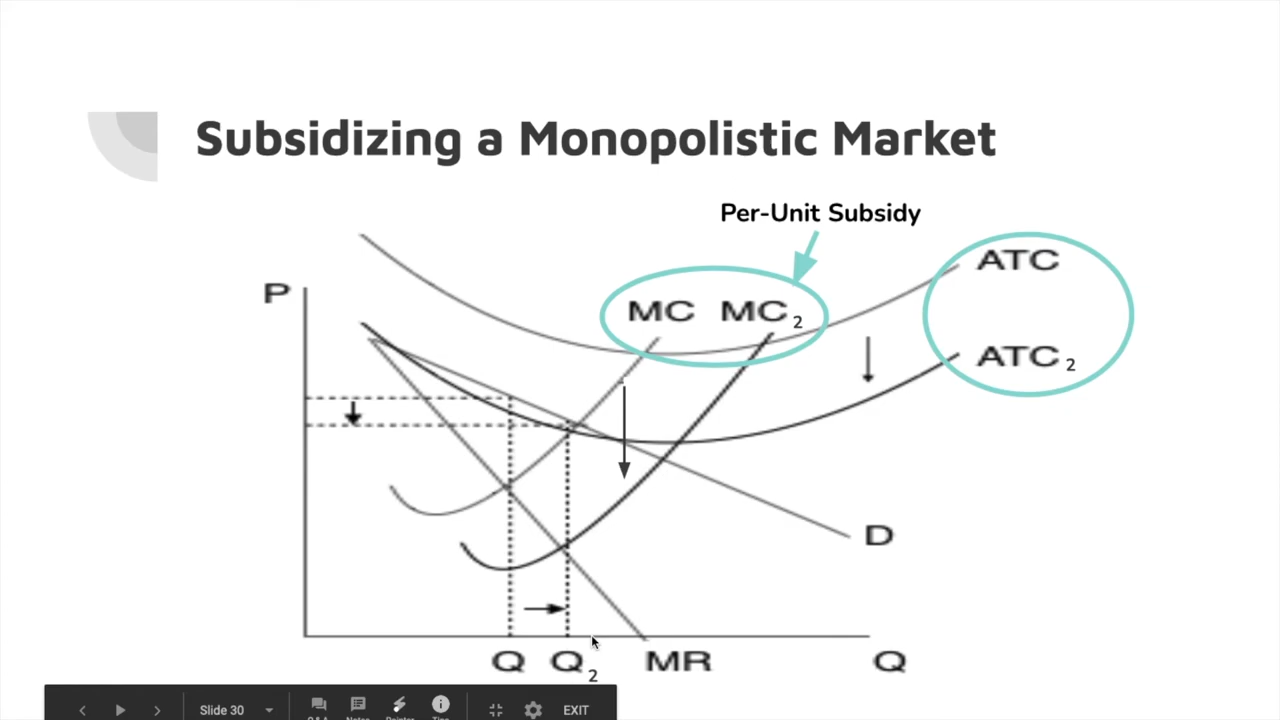 Subsidizing a Monopolistic Market
Per-Unit Subsidy
ATC
P
MC MC2
ATC2
D
Q Q2 MR Q
Slide 30
EXIT